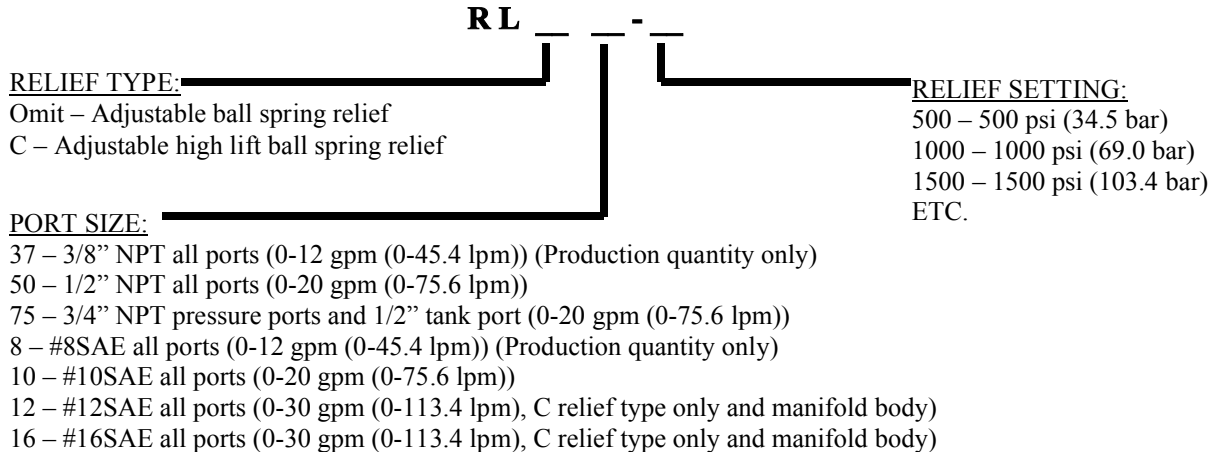 RL __ __-__
RELIEF TYPE:
Omit – Adjustable ball spring relief
C – Adjustable high lift ball spring relief
RELIEF SETTING:
500 – 500 psi (34.5 bar)
1000 – 1000 psi (69.0 bar)
1500 – 1500 psi (103.4 bar)
ETC.
PORT SIZE:
37 – 3/8” NPT all ports (0-12 gpm (0-45.4 lpm)) (Production quantity only)
50 – 1/2” NPT all ports (0-20 gpm (0-75.6 lpm))
75 – 3/4” NPT pressure ports and 1/2” tank port (0-20 gpm (0-75.6 lpm))
8 – #8SAE all ports (0-12 gpm (0-45.4 lpm)) (Production quantity only)
10 – #10SAE all ports (0-20 gpm (0-75.6 lpm))
12 – #12SAE all ports (0-30 gpm (0-113.4 lpm), C relief type only and manifold body)
16 – #16SAE all ports (0-30 gpm (0-113.4 lpm), C relief type only and manifold body)